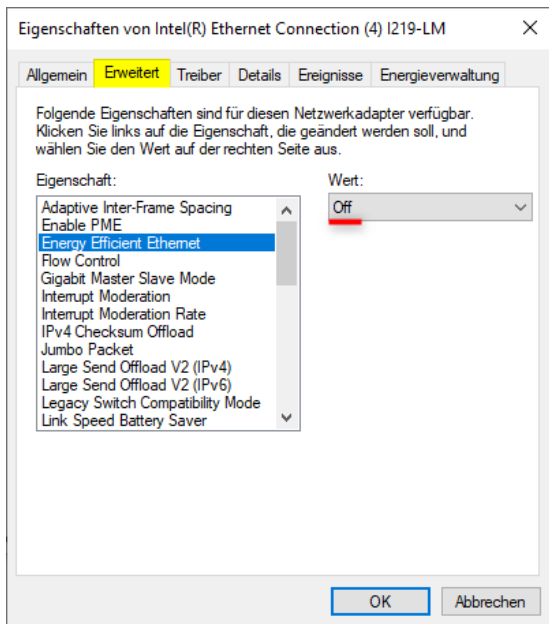 Eigenschaften von Intel(R) Ethernet Connection (4) I219-LM
Allgemein Erweitert Treiber Details Ereignisse Energieverwaltung
Folgende Eigenschaften sind für diesen Netzwerkadapter verfügbar.
Klicken Sie links auf die Eigenschaft, die geändert werden soll, und
wählen Sie den Wert auf der rechten Seite aus.
Eigenschaft:
Wert:
Adaptive Inter-Frame Spacing
Enable PME
Energy Efficient Ethernet
Flow Control
Gigabit Master Slave Mode
Interrupt Moderation
Interrupt Moderation Rate
IPv4 Checksum Offload
Jumbo Packet
Large Send Offload V2 (IPv4)
Large Send Offload V2 (IPv6)
Legacy Switch Compatibility Mode
Link Speed Battery Saver
Off
OK
Abbrechen